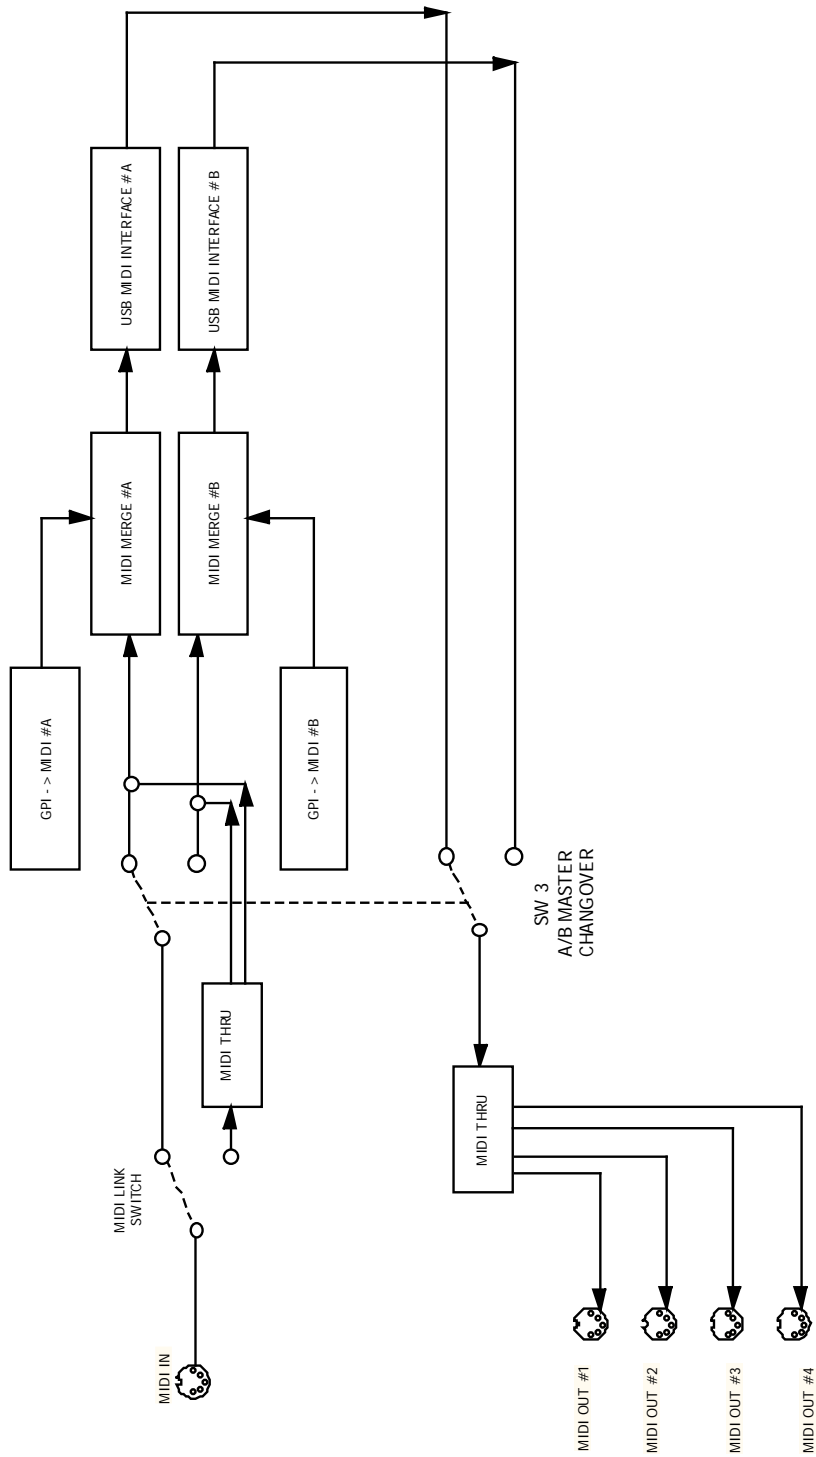 MIDI IN
MIDI LINK
SWITCH
MIDI THRU
GPI -> MIDI #A
GPI -> MIDI #B
MIDI MERGE #A
MIDI MERGE #B
USB MIDI INTERFACE #A
USB MIDI INTERFACE #B
SW 3
A/B MASTER
CHANGOVER
MIDI THRU
MIDI OUT #1
MIDI OUT #2
MIDI OUT #3
MIDI OUT #4